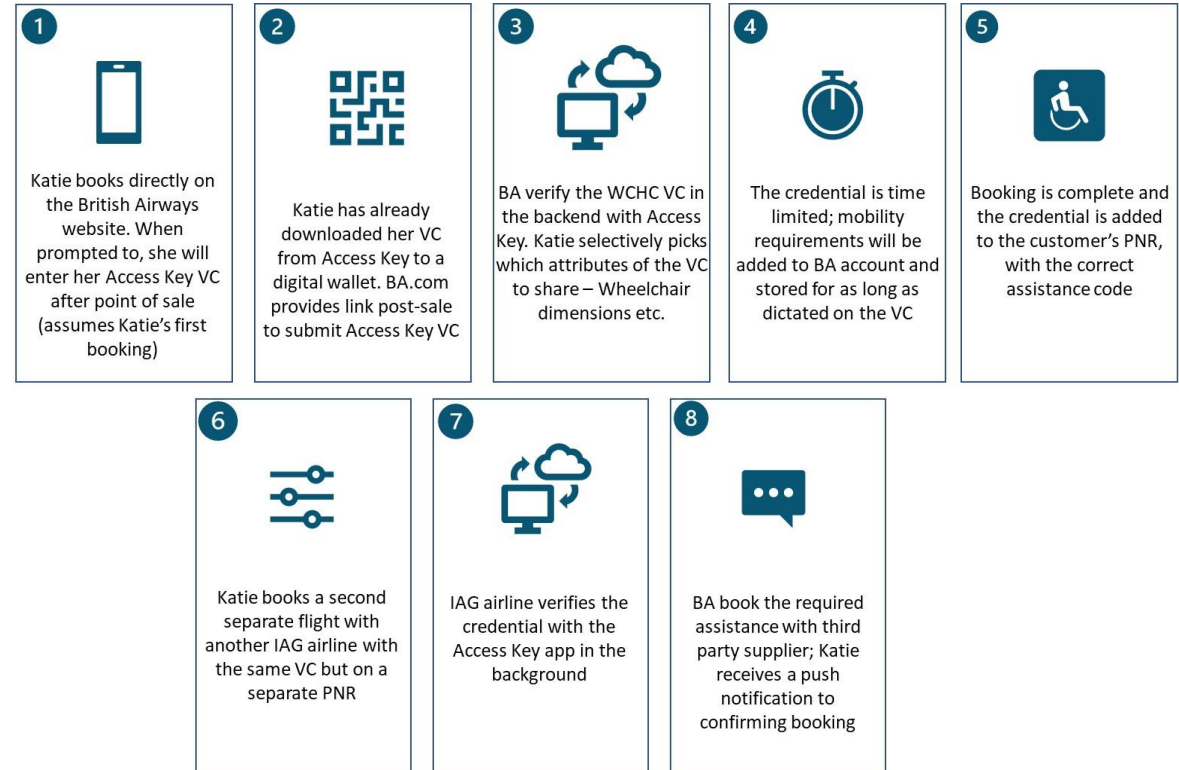 1
Katie books directly on
the British Airways
website. When
prompted to, she will
enter her Access Key VC
after point of sale
(assumes Katie's first
booking)
2
Katie has already
downloaded her VC
from Access Key to a
digital wallet. BA.com
provides link post-sale
to submit Access Key VC
3
BA verify the WCHC VC in
the backend with Access
Key. Katie selectively picks
which attributes of the VC
to share – Wheelchair
dimensions etc.
4
The credential is time
limited; mobility
requirements will be
added to BA account and
stored for as long as
dictated on the VC
5
Booking is complete and
the credential is added
to the customer's PNR,
with the correct
assistance code
6
Katie books a second
separate flight with
another IAG airline with
the same VC but on a
separate PNR
7
IAG airline verifies the
credential with the
Access Key app in the
background
8
BA book the required
assistance with third
party supplier; Katie
receives a push
notification to
confirming booking